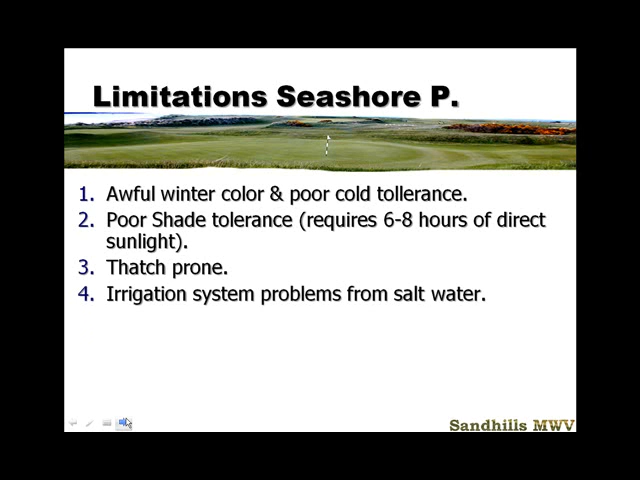 Limitations Seashore P.
1. Awful winter color & poor cold tollerance.
2. Poor Shade tolerance (requires 6-8 hours of direct
sunlight).
3. Thatch prone.
4. Irrigation system problems from salt water.
Sandhills MWV